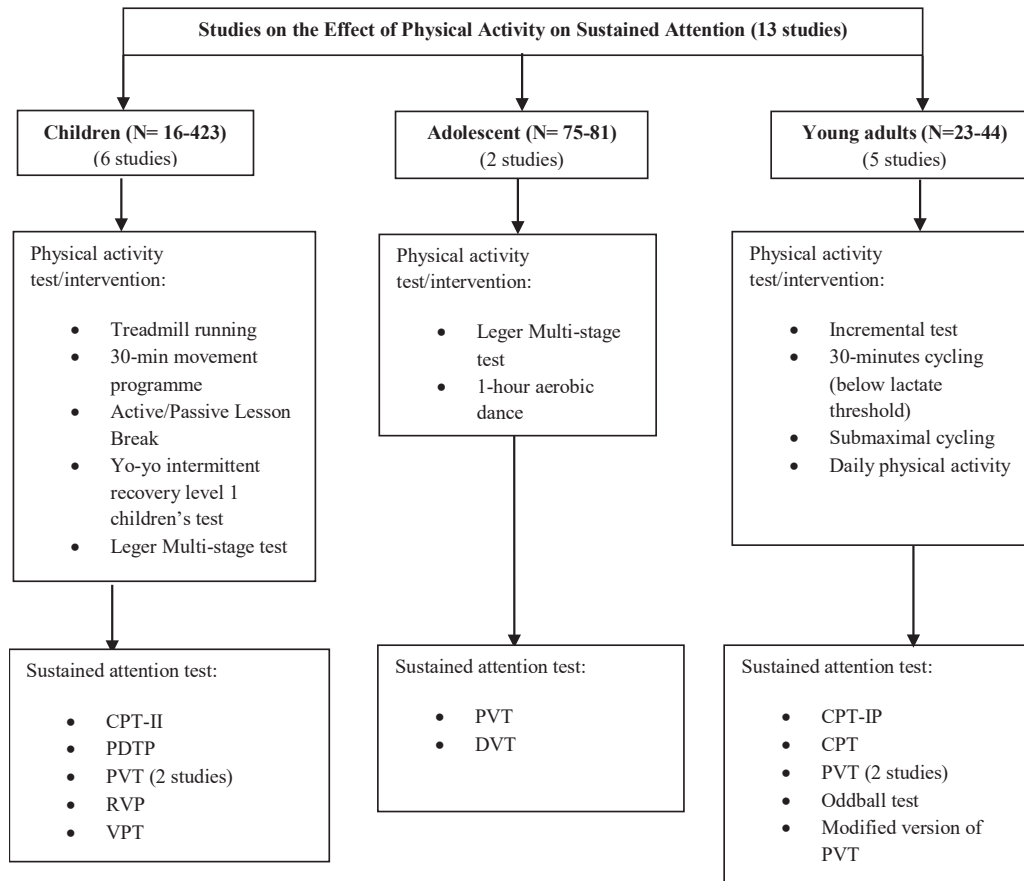 Studies on the Effect of Physical Activity on Sustained Attention (13 studies)
Children (N= 16-423)
(6 studies)
Adolescent (N= 75-81)
(2 studies)
Young adults (N=23-44)
(5 studies)
Physical activity
test/intervention:
• Treadmill running
• 30-min movement
programme
• Active/Passive Lesson
Break
• Yo-yo intermittent
recovery level 1
children’s test
• Leger Multi-stage test
Physical activity
test/intervention:
• Leger Multi-stage
test
• 1-hour aerobic
dance
Physical activity
test/intervention:
• Incremental test
• 30-minutes cycling
(below lactate
threshold)
• Submaximal cycling
• Daily physical activity
Sustained attention test:
• CPT-II
• PDTP
• PVT (2 studies)
• RVP
• VPT
Sustained attention test:
• PVT
• DVT
Sustained attention test:
• CPT-IP
• CPT
• PVT (2 studies)
• Oddball test
• Modified version of
PVT